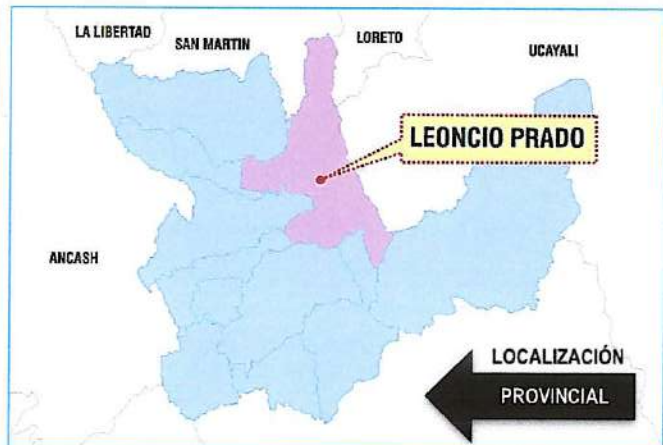 LA LIBERTAD
SAN MARTIN
LORETO
UCAYALI
LEONCIO PRADO
ANCASH
LOCALIZACIÓN
PROVINCIAL